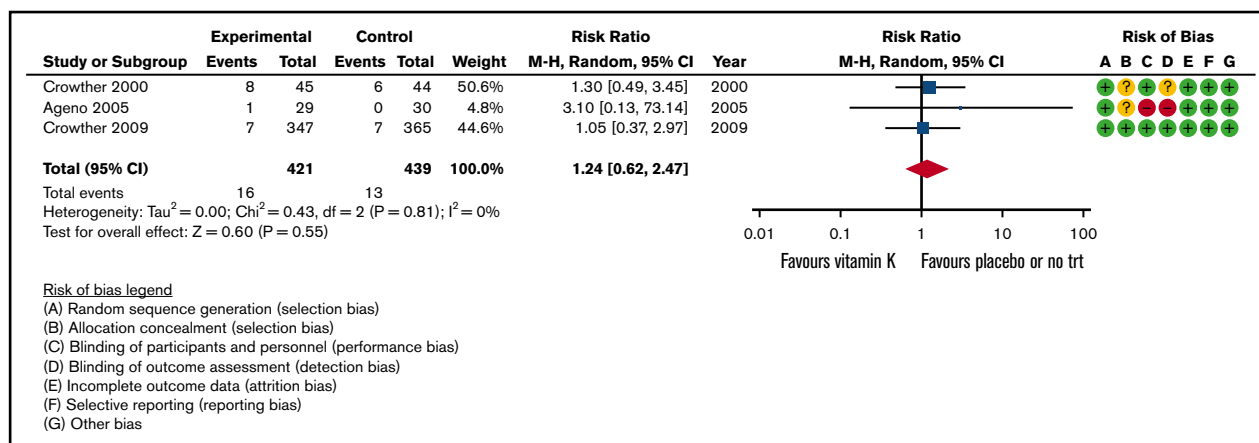 Experimental Control Risk Ratio Risk Ratio Risk of Bias
Study or Subgroup Events Total Events Total Weight M-H, Random, 95% CI Year M-H, Random, 95% CI A B C D E F G
Crowther 2000 8 45 6 44 50.6% 1.30 [0.49, 3.45] 2000 + ? + ? + + +
Ageno 2005 1 29 0 30 4.8% 3.10 [0.13, 73.14] 2005 + ? – – + + +
Crowther 2009 7 347 7 365 44.6% 1.05 [0.37, 2.97] 2009 + + + + + + +
Total (95% CI) 421 439 100.0% 1.24 [0.62, 2.47]
Total events 16 13
Heterogeneity: Tau² = 0.00; Chi² = 0.43, df = 2 (P = 0.81); I² = 0%
Test for overall effect: Z = 0.60 (P = 0.55)
0.01 0.1 1 10 100
Favours vitamin K Favours placebo or no trt
Risk of bias legend
(A) Random sequence generation (selection bias)
(B) Allocation concealment (selection bias)
(C) Blinding of participants and personnel (performance bias)
(D) Blinding of outcome assessment (detection bias)
(E) Incomplete outcome data (attrition bias)
(F) Selective reporting (reporting bias)
(G) Other bias